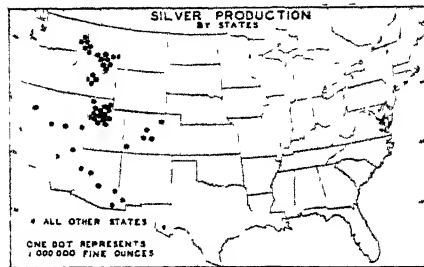 SILVER PRODUCTION
BY STATES
ALL OTHER STATES
ONE DOT REPRESENTS
1,000,000 FINE OUNCES